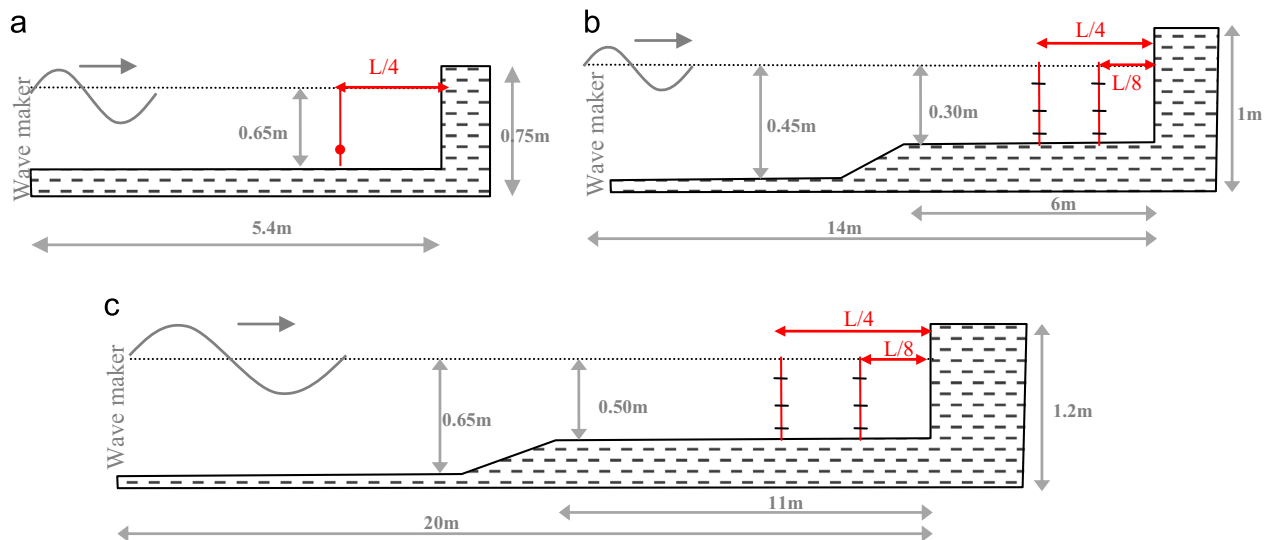 a
Wave maker
L/4
0.65m
0.75m
5.4m
b
Wave maker
L/4
L/8
0.45m
0.30m
1m
6m
14m
c
Wave maker
L/4
L/8
0.65m
0.50m
1.2m
11m
20m